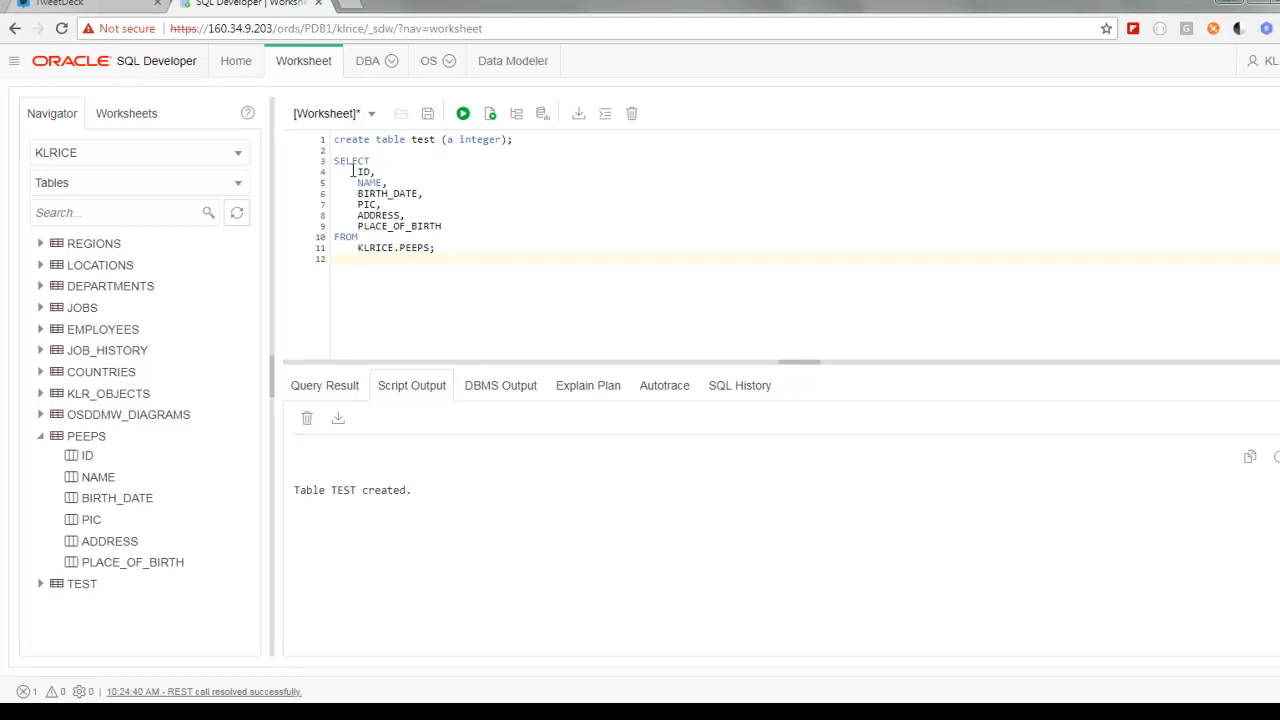 TweetDeck
SQL Developer | Workshe
Not secure https://160.34.9.203/ords/PDB1/klrice/_sdw/?nav=worksheet
ORACLE SQL Developer Home Worksheet DBA OS Data Modeler KL
Navigator Worksheets
[Worksheet]*
KLRICE
Tables
Search...
REGIONS
LOCATIONS
DEPARTMENTS
JOBS
EMPLOYEES
JOB_HISTORY
COUNTRIES
KLR_OBJECTS
OSDDMW_DIAGRAMS
PEEPS
ID
NAME
BIRTH_DATE
PIC
ADDRESS
PLACE_OF_BIRTH
TEST
1 create table test (a integer);
2
3 SELECT
4 ID,
5 NAME,
6 BIRTH_DATE,
7 PIC,
8 ADDRESS,
9 PLACE_OF_BIRTH
10 FROM
11 KLRICE.PEEPS;
12
Query Result Script Output DBMS Output Explain Plan Autotrace SQL History
Table TEST created.
1 0 0 | 10:24:40 AM - REST call resolved successfully.